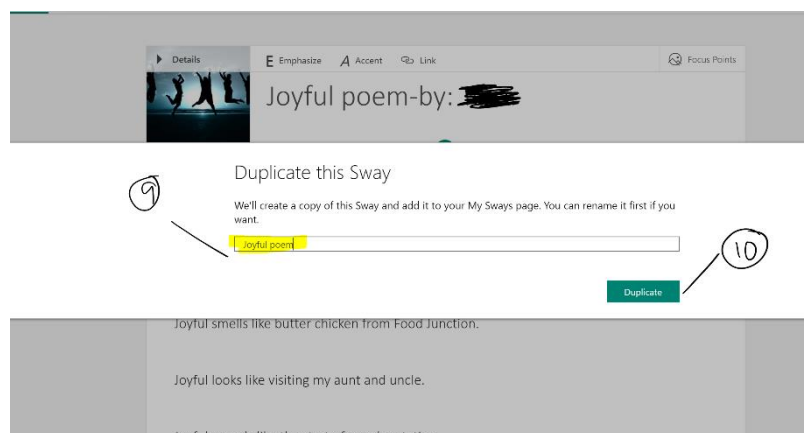 Details
E Emphasize A Accent Link
Focus Points
Joyful poem-by:
Duplicate this Sway
We'll create a copy of this Sway and add it to your My Sways page. You can rename it first if you
want.
9
Joyful poem
10
Duplicate
Joyful smells like butter chicken from Food Junction.
Joyful looks like visiting my aunt and uncle.